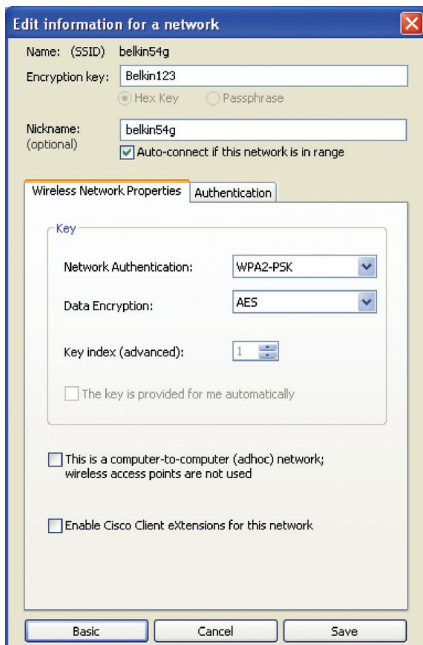 Edit information for a network
Name: (SSID) belkin54g
Encryption key: Belkin123
Hex Key Passphrase
Nickname: belkin54g
(optional)
Auto-connect if this network is in range
Wireless Network Properties Authentication
Key
Network Authentication: WPA2-PSK
Data Encryption: AES
Key index (advanced): 1
The key is provided for me automatically
This is a computer-to-computer (adhoc) network;
wireless access points are not used
Enable Cisco Client eXtensions for this network
Basic Cancel Save